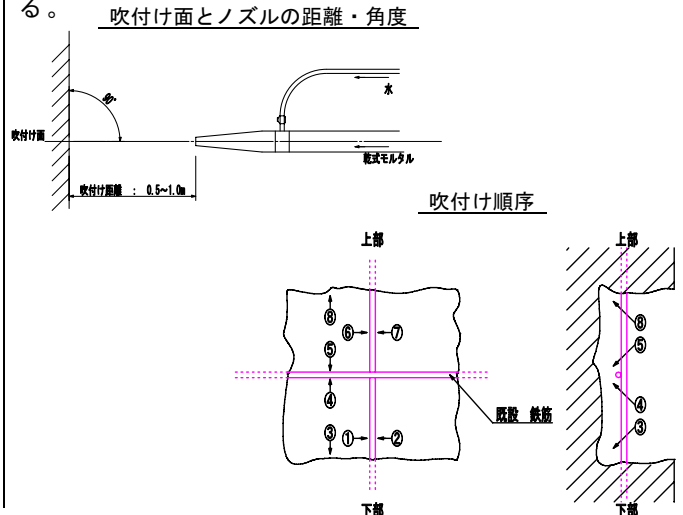 る。
吹付け面とノズルの距離・角度
90°
水
吹付け面
乾式モルタル
吹付け距離 : 0.5~1.0m
吹付け順序
上部
上部
⑧
⑥ ⑦
⑤
④
③ ① ②
既設 鉄筋
⑧
⑤
④
③
下部
下部